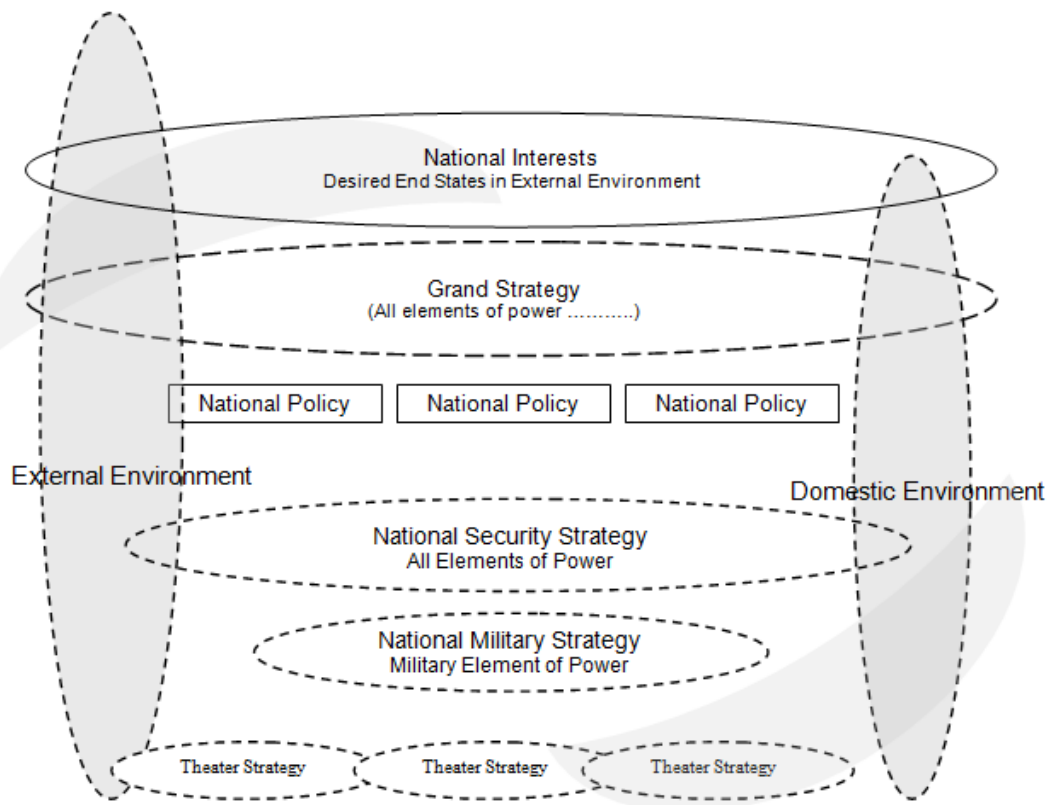 National Interests
Desired End States in External Environment
Grand Strategy
(All elements of power ………..)
National Policy
National Policy
National Policy
External Environment
Domestic Environment
National Security Strategy
All Elements of Power
National Military Strategy
Military Element of Power
Theater Strategy
Theater Strategy
Theater Strategy